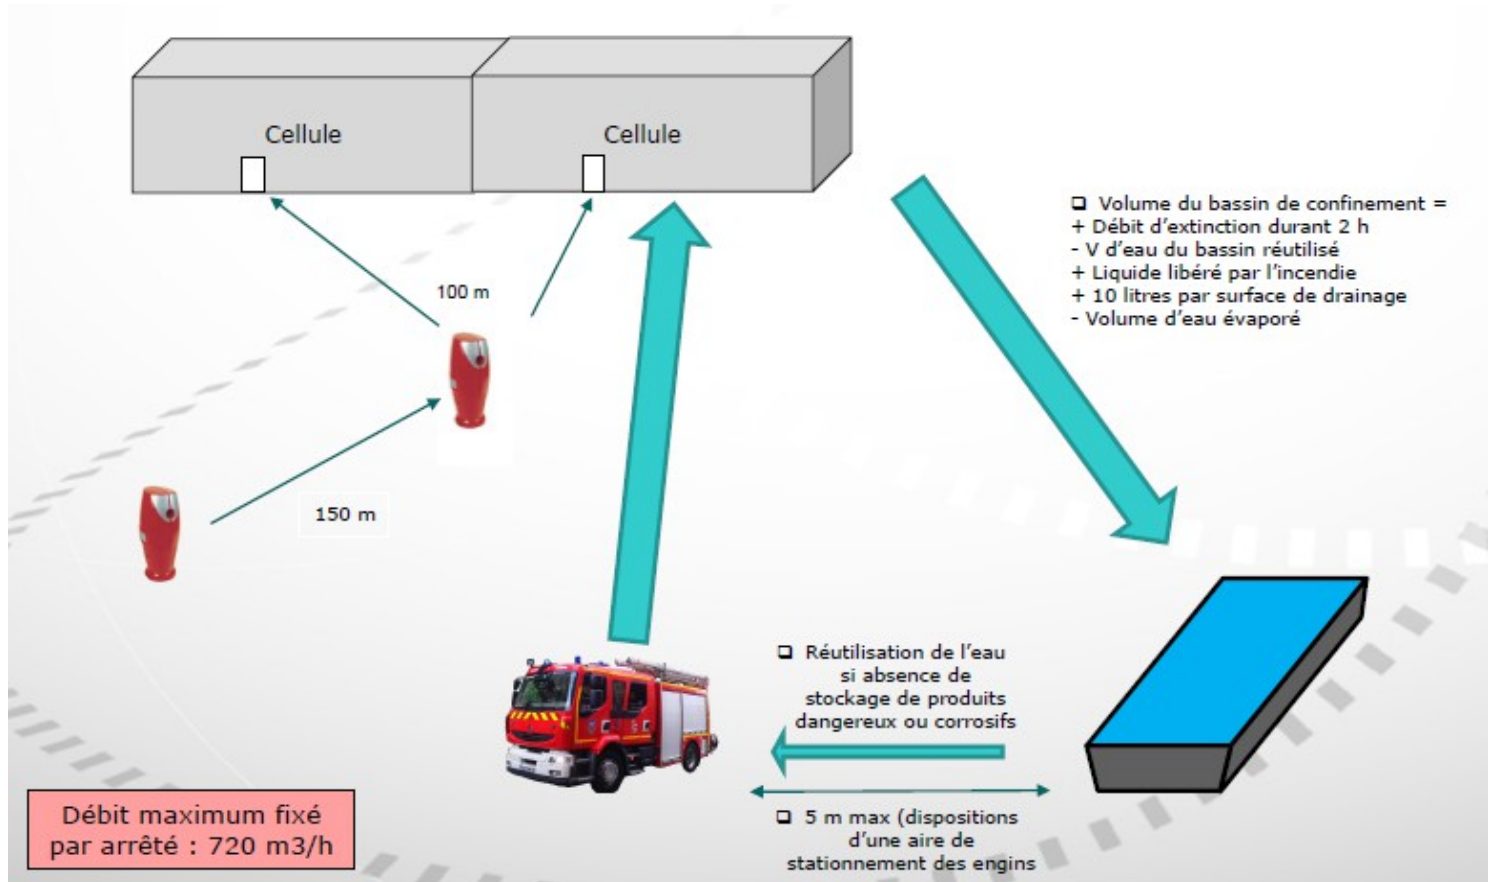 Cellule
Cellule
100 m
150 m
❑ Volume du bassin de confinement =
+ Débit d'extinction durant 2 h
- V d'eau du bassin réutilisé
+ Liquide libéré par l'incendie
+ 10 litres par surface de drainage
- Volume d'eau évaporé
❑ Réutilisation de l'eau
si absence de
stockage de produits
dangereux ou corrosifs
❑ 5 m max (dispositions
d'une aire de
stationnement des engins
Débit maximum fixé
par arrêté : 720 m3/h